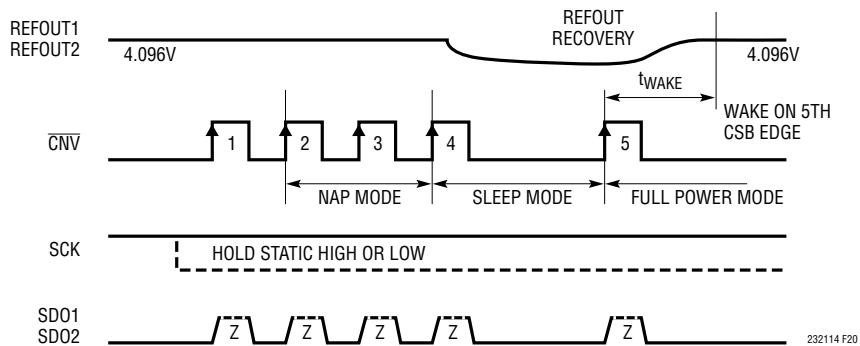 REFOUT1
REFOUT2
4.096V
REFOUT
RECOVERY
4.096V
tWAKE
WAKE ON 5TH
CSB EDGE
CNV
1
2
3
4
5
NAP MODE
SLEEP MODE
FULL POWER MODE
SCK
HOLD STATIC HIGH OR LOW
SDO1
SDO2
Z
Z
Z
Z
Z
232114 F20